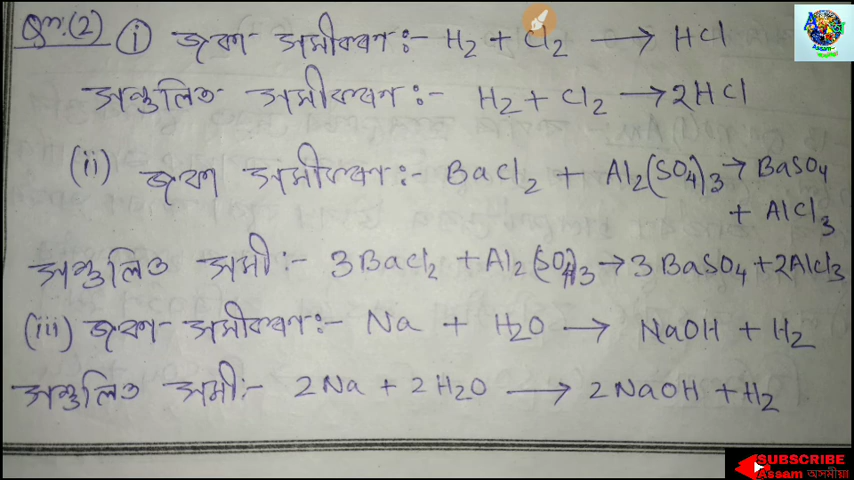 Qn.(2) (i) জকা সমীকৰণ :- H₂ + Cl₂ → HCl
সন্তুলিত সমীকৰণ :- H₂ + Cl₂ → 2HCl
(ii) জকা সমীকৰণ :- BaCl₂ + Al₂(SO₄)₃ → BaSO₄
+ AlCl₃
সন্তুলিত সমী :- 3BaCl₂ + Al₂(SO₄)₃ → 3BaSO₄ + 2AlCl₃
(iii) জকা সমীকৰণ :- Na + H₂O → NaOH + H₂
সন্তুলিত সমী :- 2Na + 2H₂O → 2NaOH + H₂
SUBSCRIBE
Assam অসমীয়া